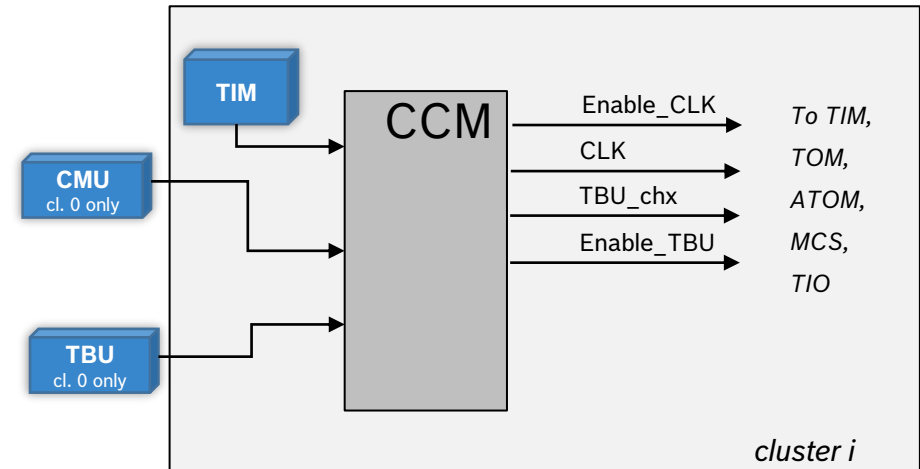 TIM
CMU
cl. 0 only
TBU
cl. 0 only
CCM
Enable_CLK
CLK
TBU_chx
Enable_TBU
To TIM,
TOM,
ATOM,
MCS,
TIO
cluster i